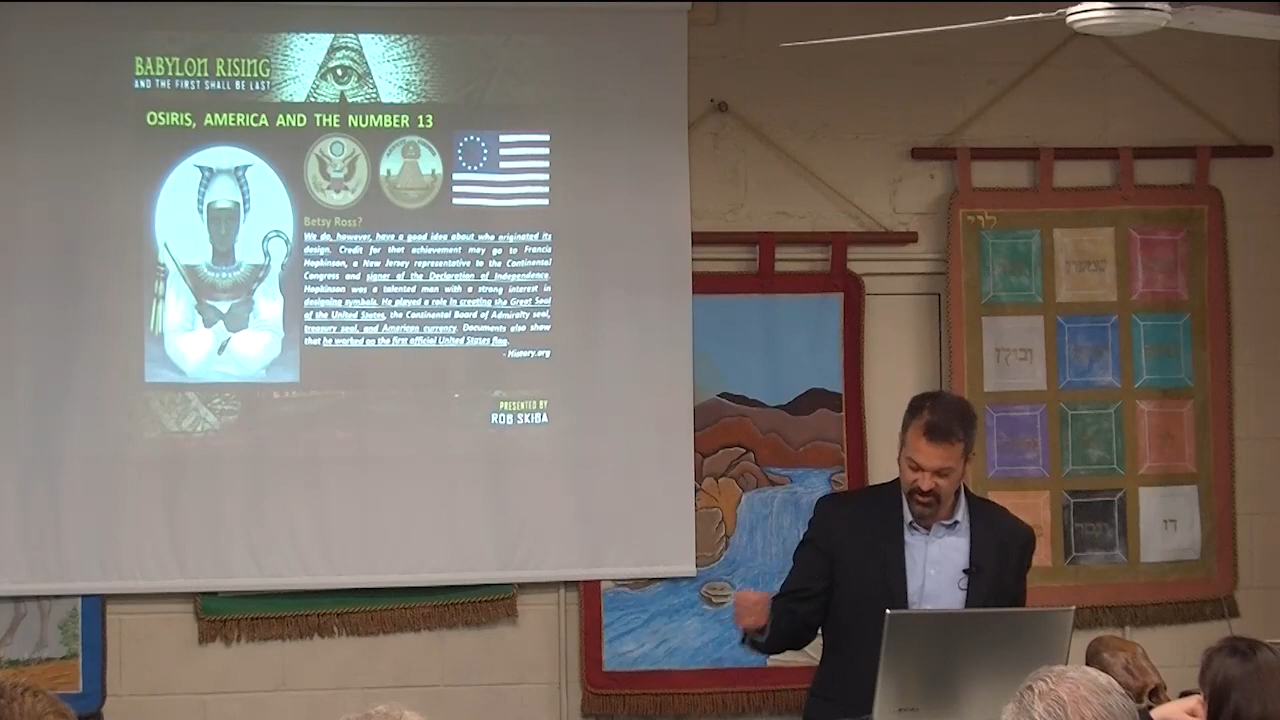 BABYLON RISING
AND THE FIRST SHALL BE LAST
OSIRIS, AMERICA AND THE NUMBER 13
Betsy Ross?
We do, however, have a good idea about who originated its
design. Credit for that achievement may go to Francis
Hopkinson, a New Jersey representative to the Continental
Congress and signer of the Declaration of Independence.
Hopkinson was a talented man with a strong interest in
designing symbols. He played a role in creating the Great Seal
of the United States, the Continental Board of Admiralty seal,
treasury seal, and American currency. Documents also show
that he worked on the first official United States flag.
- History.org
PRESENTED BY
ROB SKIBA
לוי
שמעון
זבולן
דן